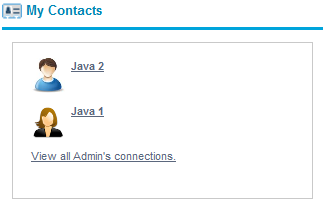 My Contacts
Java 2
Java 1
View all Admin's connections.